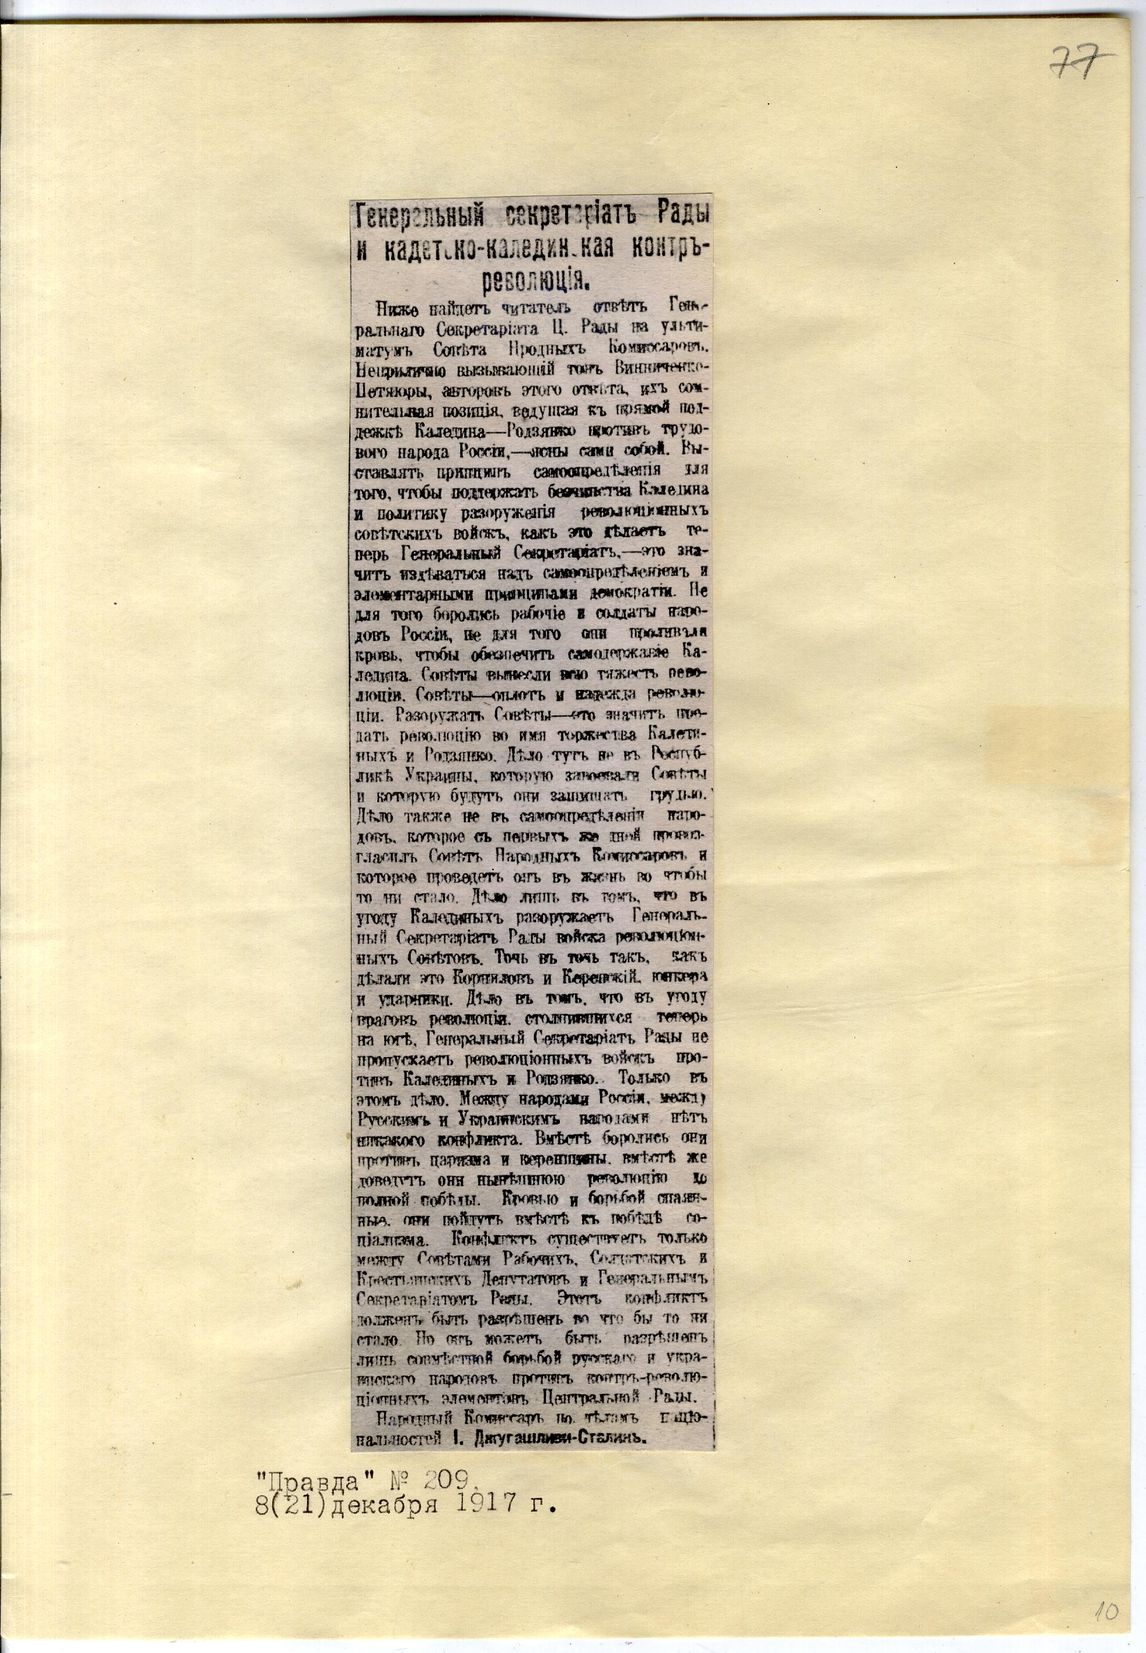 77
Генеральный секретаріатъ Рады
и кадетско-калединская контръ-
революція.
Ниже найдетъ читатель отвѣтъ Гене-
ральнаго Секретаріата Ц. Рады на ульти-
матумъ Совѣта Нродныхъ Комиссаровъ.
Неприлично вызывающій тонъ Винниченко-
Петлюры, авторовъ этого отвѣта, ихъ сом-
нительная позиція, ведущая къ прямой под-
дежкѣ Каледина—Родзянко противъ трудо-
вого народа Россіи,—ясны сами собой. Вы-
ставлять принципъ самоопредѣленія для
того, чтобы поддержать безчинства Каледина
и политику разоруженія революціонныхъ
совѣтскихъ войскъ, какъ это дѣлаетъ те-
перь Генеральный Секретаріатъ,—это зна-
читъ издѣваться надъ самоопредѣленіемъ и
элементарными принципами демократіи. Не
для того боролись рабочіе и солдаты наро-
довъ Россіи, не для того они проливали
кровь, чтобы обезпечить самодержавіе Ка-
ледина. Совѣты вынесли всю тяжесть рево-
люціи. Совѣты—оплотъ и надежда револю-
ціи. Разоружать Совѣты—это значитъ пре-
дать революцію во имя торжества Каледи-
ныхъ и Родзянко. Дѣло тутъ не въ Респуб-
ликѣ Украины, которую завоевали Совѣты
и которую будутъ они защищать грудью.
Дѣло также не въ самоопредѣленіи наро-
довъ, которое съ первыхъ же дней провоз-
гласилъ Совѣтъ Народныхъ Комиссаровъ и
которое проведетъ онъ въ жизнь во чтобы
то ни стало. Дѣло лишь въ томъ, что въ
угоду Калединыхъ разоружаетъ Генераль-
ный Секретаріатъ Рады войска революціон-
ныхъ Совѣтовъ. Точь въ точь такъ, какъ
дѣлали это Корниловъ и Керенскій, юнкера
и ударники. Дѣло въ томъ, что въ угоду
враговъ революціи, столпившихся теперь
на югѣ, Генеральный Секретаріатъ Рады не
пропускаетъ революціонныхъ войскъ про-
тивъ Калединыхъ и Родзянко. Только въ
этомъ дѣло. Между народами Россіи, между
Русскимъ и Украинскимъ народами нѣтъ
никакого конфликта. Вмѣстѣ боролись они
противъ царизма и керенщины, вмѣстѣ же
доведутъ они нынѣшнюю революцію до
полной побѣды. Кровью и борьбой спаян-
ные, они пойдутъ вмѣстѣ къ побѣдѣ со-
ціализма. Конфликтъ существуетъ только
между Совѣтами Рабочихъ, Солдатскихъ и
Крестьянскихъ Депутатовъ и Генеральнымъ
Секретаріатомъ Рады. Этотъ конфликтъ
долженъ быть разрѣшенъ во что бы то ни
стало. Но онъ можетъ быть разрѣшенъ
лишь совмѣстной борьбой русскаго и укра-
инскаго народовъ противъ контръ-револю-
ціонныхъ элементовъ Центральной Рады.
Народный Комиссаръ по дѣламъ націо-
нальностей І. Джугашвили-Сталинъ.
"Правда" № 209.
8(21)декабря 1917 г.
10